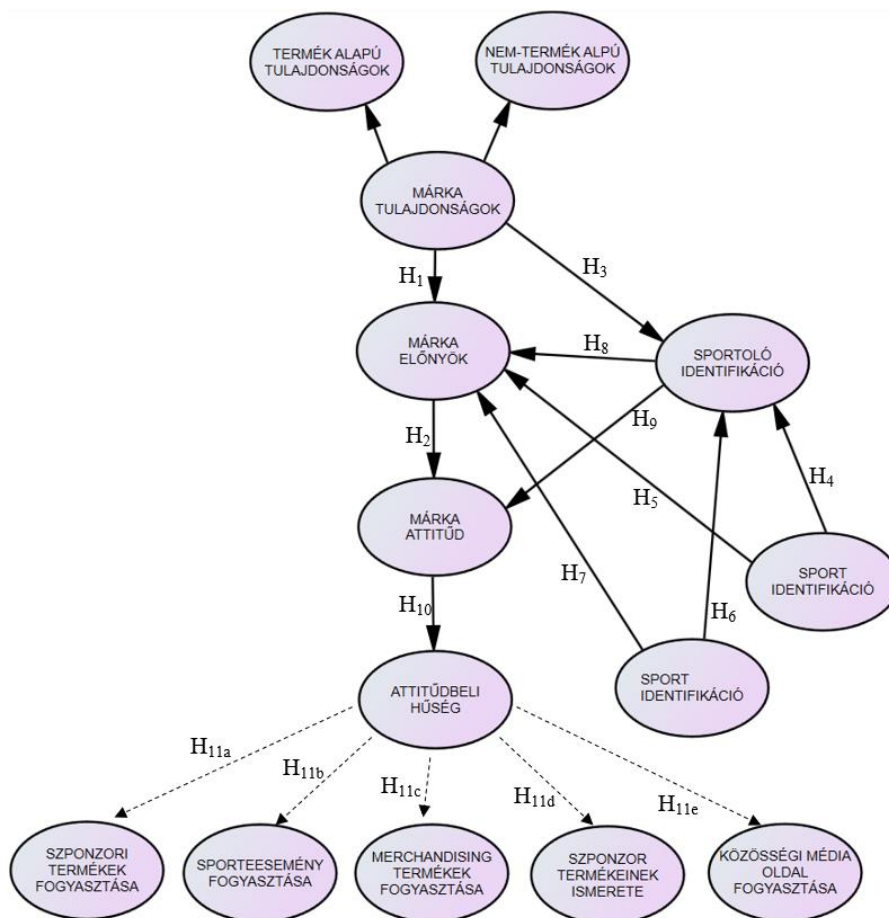 TERMÉK ALAPÚ
TULAJDONSÁGOK
NEM-TERMÉK ALPÚ
TULAJDONSÁGOK
MÁRKA
TULAJDONSÁGOK
H₁
H₃
MÁRKA
ELŐNYÖK
H₈
SPORTOLÓ
IDENTIFIKÁCIÓ
H₂
H₉
H₄
H₅
MÁRKA
ATTITŰD
H₇
SPORT
IDENTIFIKÁCIÓ
H₆
H₁₀
SPORT
IDENTIFIKÁCIÓ
ATTITŰDBELI
HŰSÉG
H₁₁ₐ
H₁₁b
H₁₁c
H₁₁d
H₁₁ₑ
SZPONZORI
TERMÉKEK
FOGYASZTÁSA
SPORTEESEMÉNY
FOGYASZTÁSA
MERCHANDISING
TERMÉKEK
FOGYASZTÁSA
SZPONZOR
TERMÉKEINEK
ISMERETE
KÖZÖSSÉGI MÉDIA
OLDAL
FOGYASZTÁSA